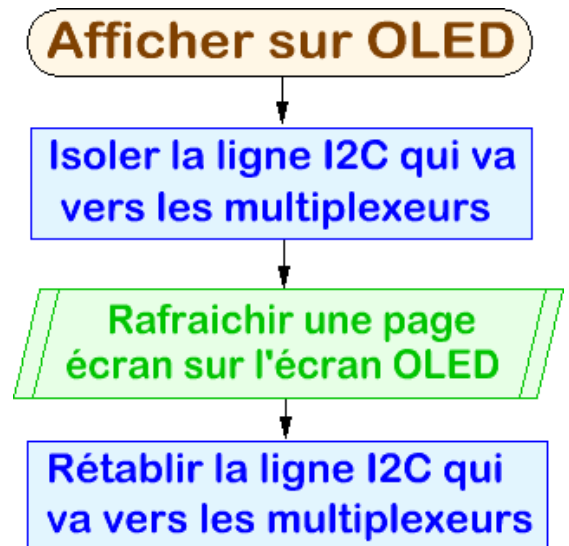 Afficher sur OLED
Isoler la ligne I2C qui va
vers les multiplexeurs
Rafraichir une page
écran sur l'écran OLED
Rétablir la ligne I2C qui
va vers les multiplexeurs